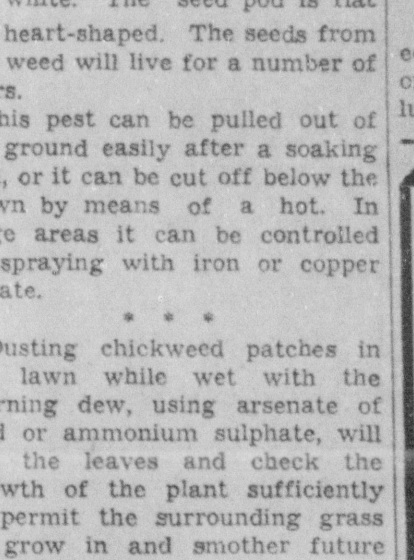 white. The seed pod is flat
heart-shaped. The seeds from
weed will live for a number of
rs.
his pest can be pulled out of
ground easily after a soaking
, or it can be cut off below the
wn by means of a hot. In
ge areas it can be controlled
spraying with iron or copper
ate.
* * *
Dusting chickweed patches in
lawn while wet with the
rning dew, using arsenate of
d or ammonium sulphate, will
the leaves and check the
wth of the plant sufficiently
permit the surrounding grass
grow in and smother future